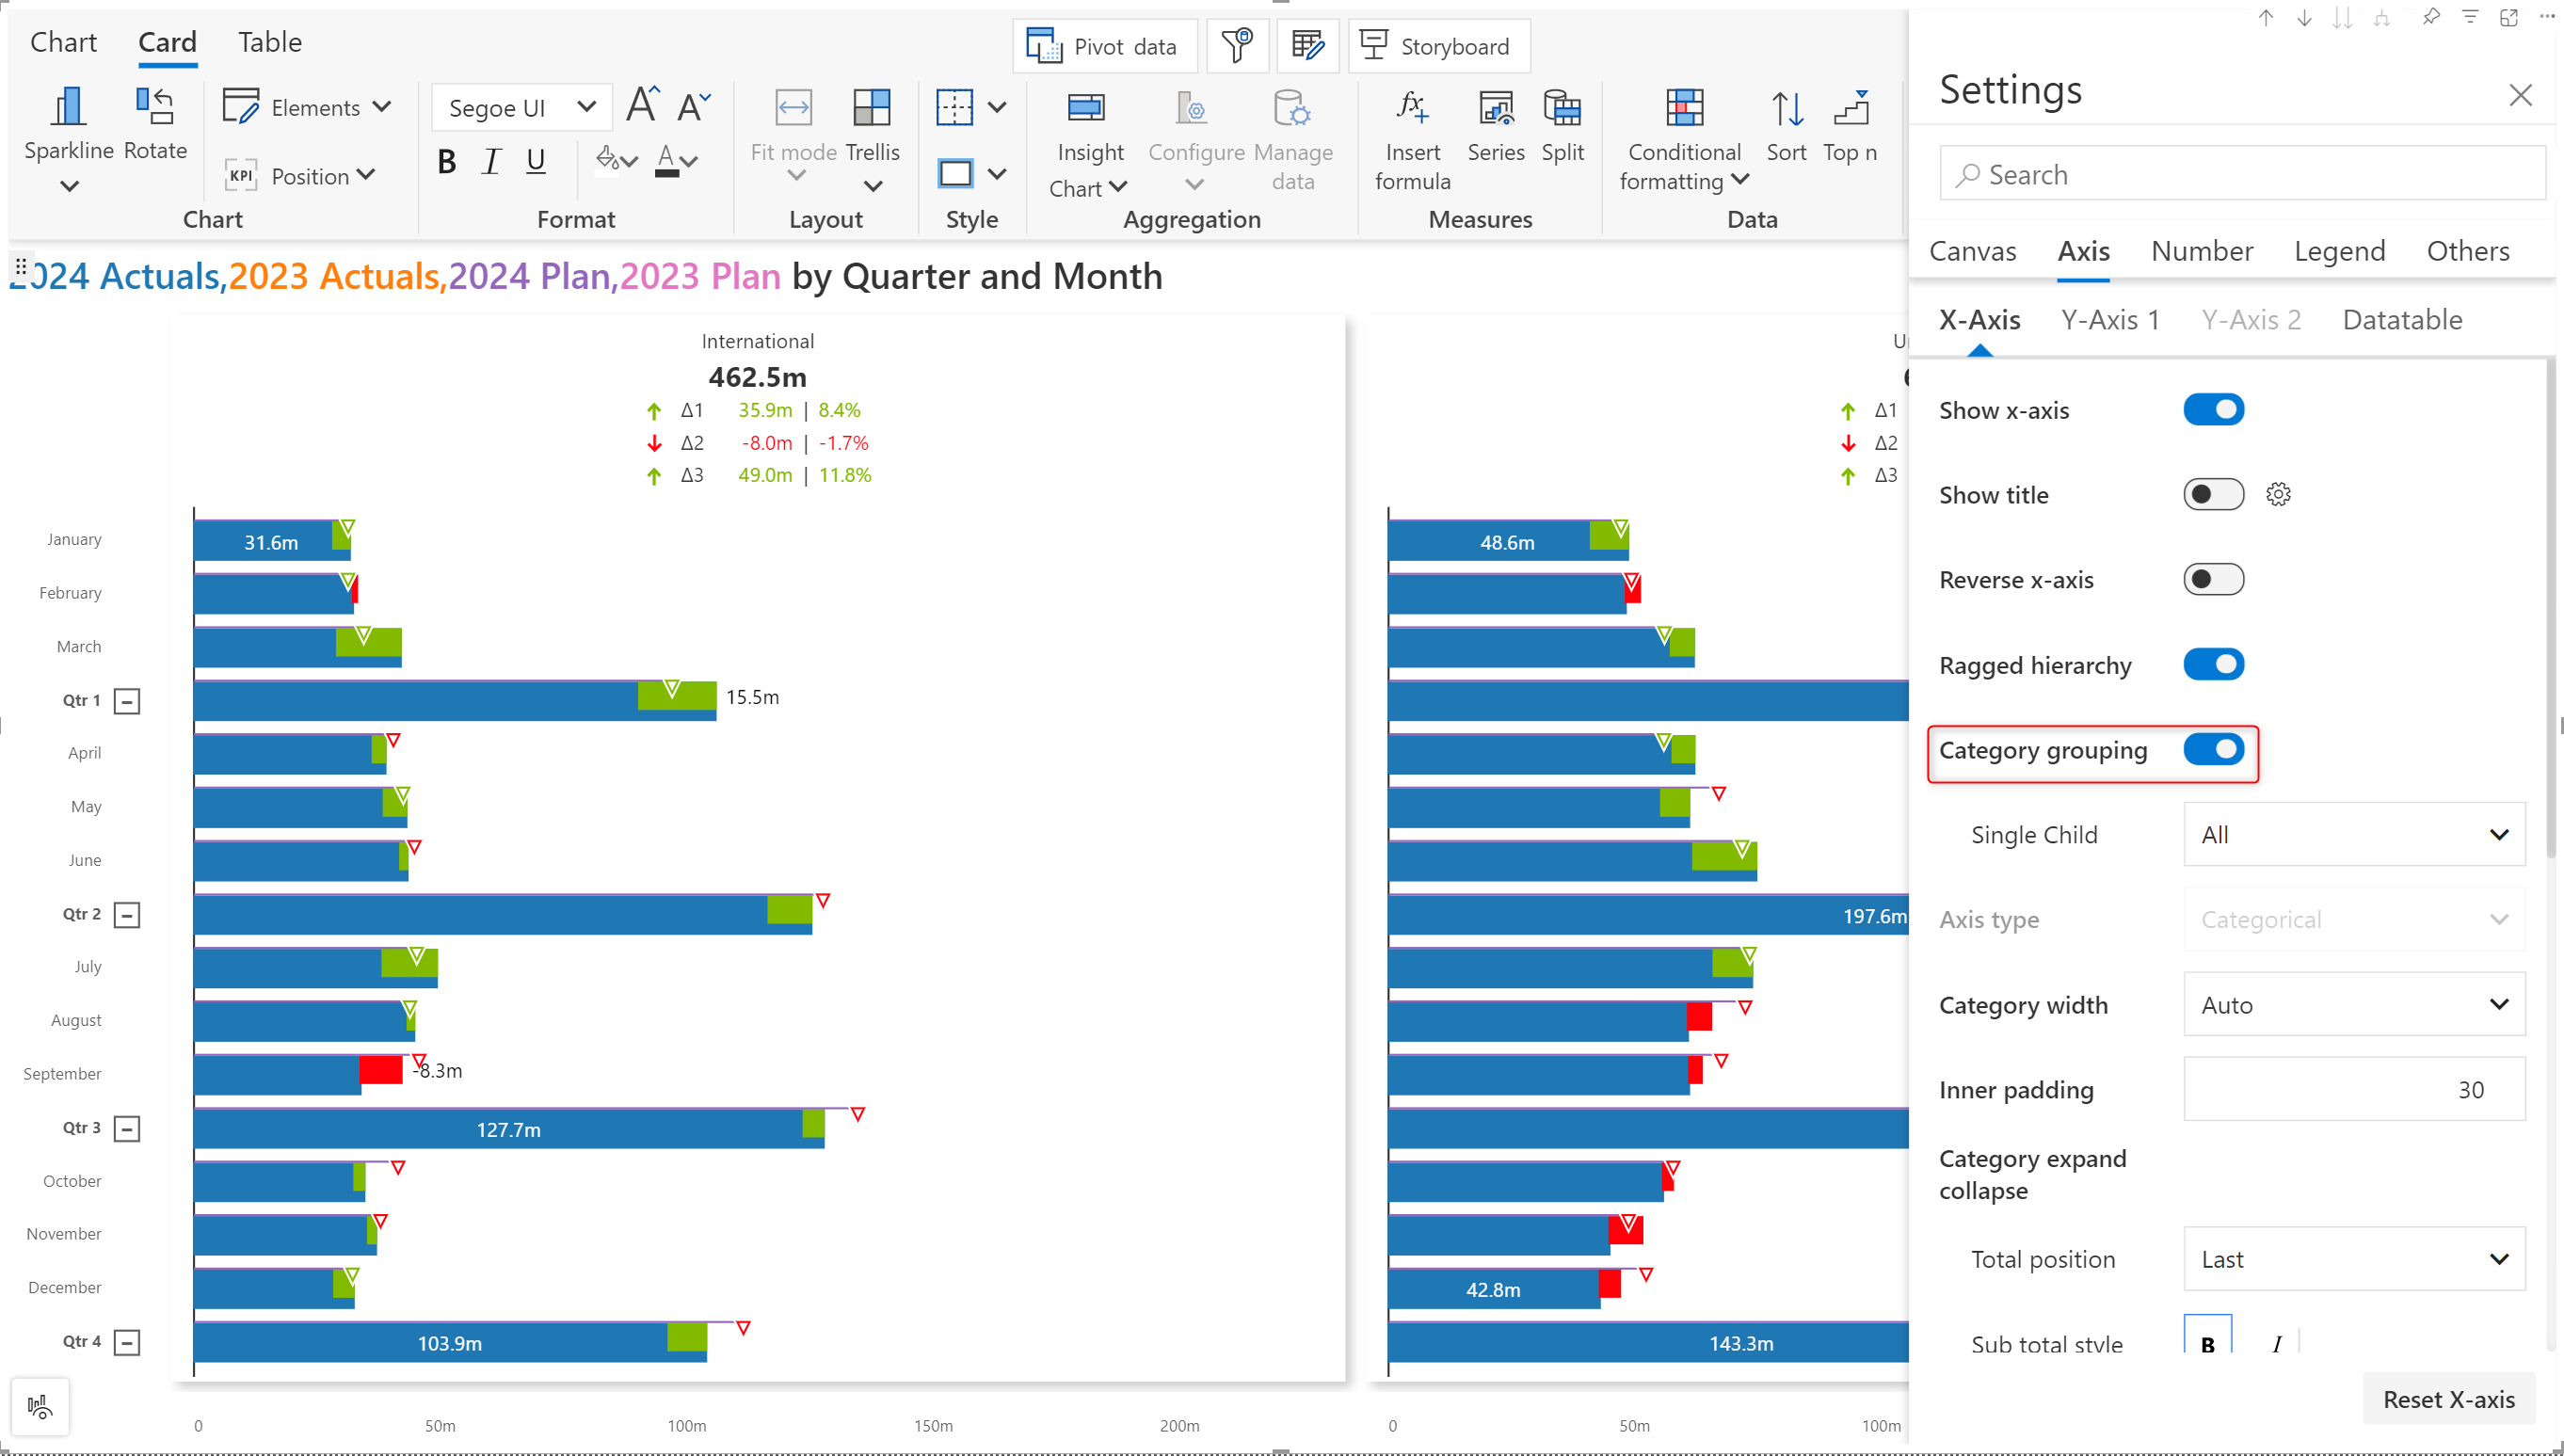 Chart Card Table
Pivot data Storyboard
Sparkline Rotate
Elements
KPI Position
Chart
Segoe UI A A
B I U A
Format
Fit mode Trellis
Layout
Style
Insight Chart Configure Manage data
Aggregation
Insert formula Series Split
Measures
Conditional formatting Sort Top n
Data
2024 Actuals,2023 Actuals,2024 Plan,2023 Plan by Quarter and Month
International
462.5m
Δ1 35.9m | 8.4%
Δ2 -8.0m | -1.7%
Δ3 49.0m | 11.8%
Δ1
Δ2
Δ3
January 31.6m 48.6m
February
March
Qtr 1 15.5m
April
May
June
Qtr 2 197.6m
July
August
September -8.3m
Qtr 3 127.7m
October
November
December 42.8m
Qtr 4 103.9m 143.3m
0 50m 100m 150m 200m 0 50m 100m
Settings
Search
Canvas Axis Number Legend Others
X-Axis Y-Axis 1 Y-Axis 2 Datatable
Show x-axis
Show title
Reverse x-axis
Ragged hierarchy
Category grouping
Single Child All
Axis type Categorical
Category width Auto
Inner padding 30
Category expand
collapse
Total position Last
Sub total style B I
Reset X-axis